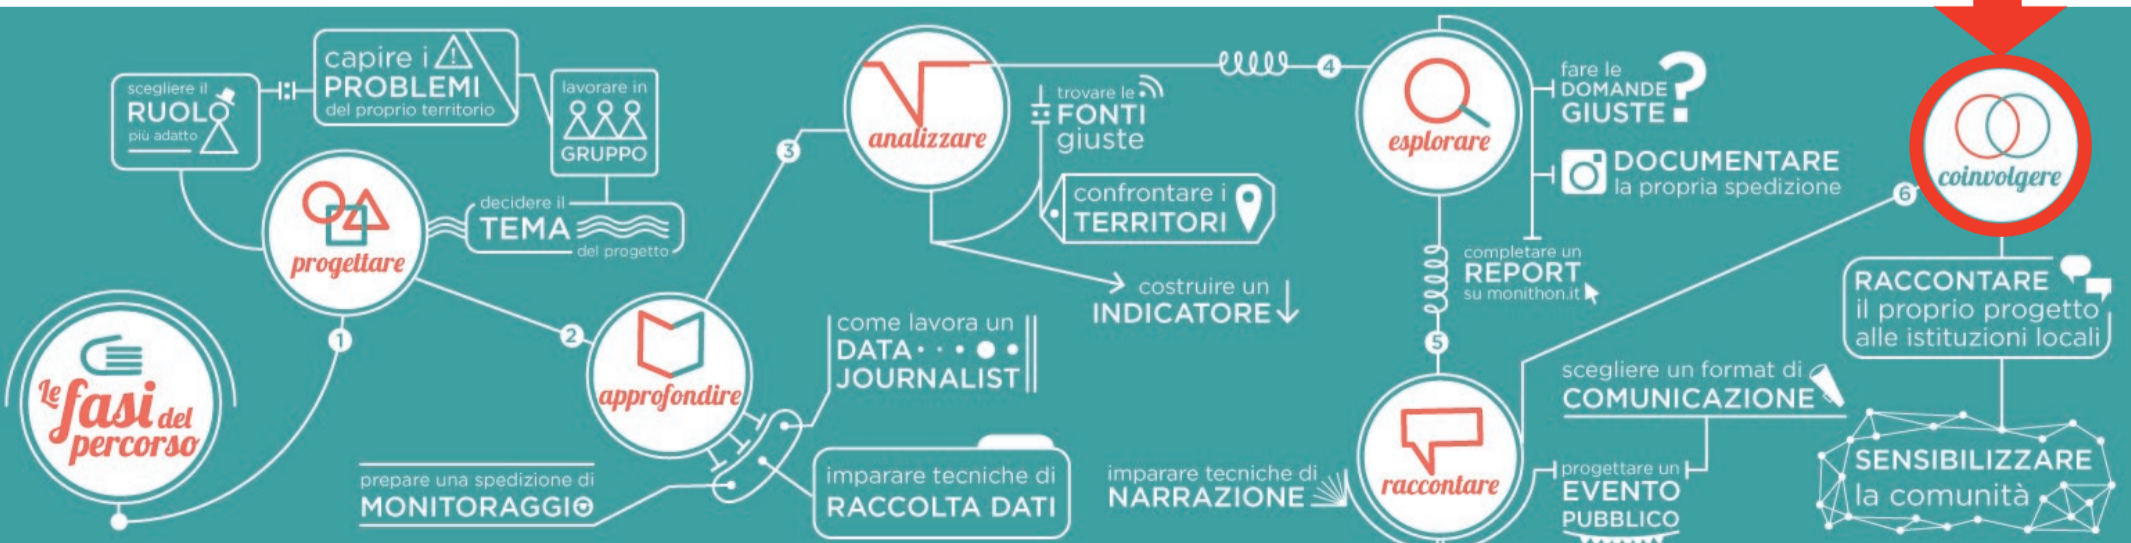 Le
fasi del
percorso
1
scegliere il
RUOLO
più adatto
capire i
PROBLEMI
del proprio territorio
lavorare in
GRUPPO
decidere il
TEMA
del progetto
progettare
2
approfondire
come lavora un
DATA
JOURNALIST
imparare tecniche di
RACCOLTA DATI
prepare una spedizione di
MONITORAGGIO
3
analizzare
trovare le
FONTI
giuste
confrontare i
TERRITORI
costruire un
INDICATORE
4
esplorare
fare le
DOMANDE
GIUSTE ?
DOCUMENTARE
la propria spedizione
completare un
REPORT
su monithon.it
5
raccontare
imparare tecniche di
NARRAZIONE
scegliere un format di
COMUNICAZIONE
progettare un
EVENTO
PUBBLICO
6
coinvolgere
RACCONTARE
il proprio progetto
alle istituzioni locali
SENSIBILIZZARE
la comunità